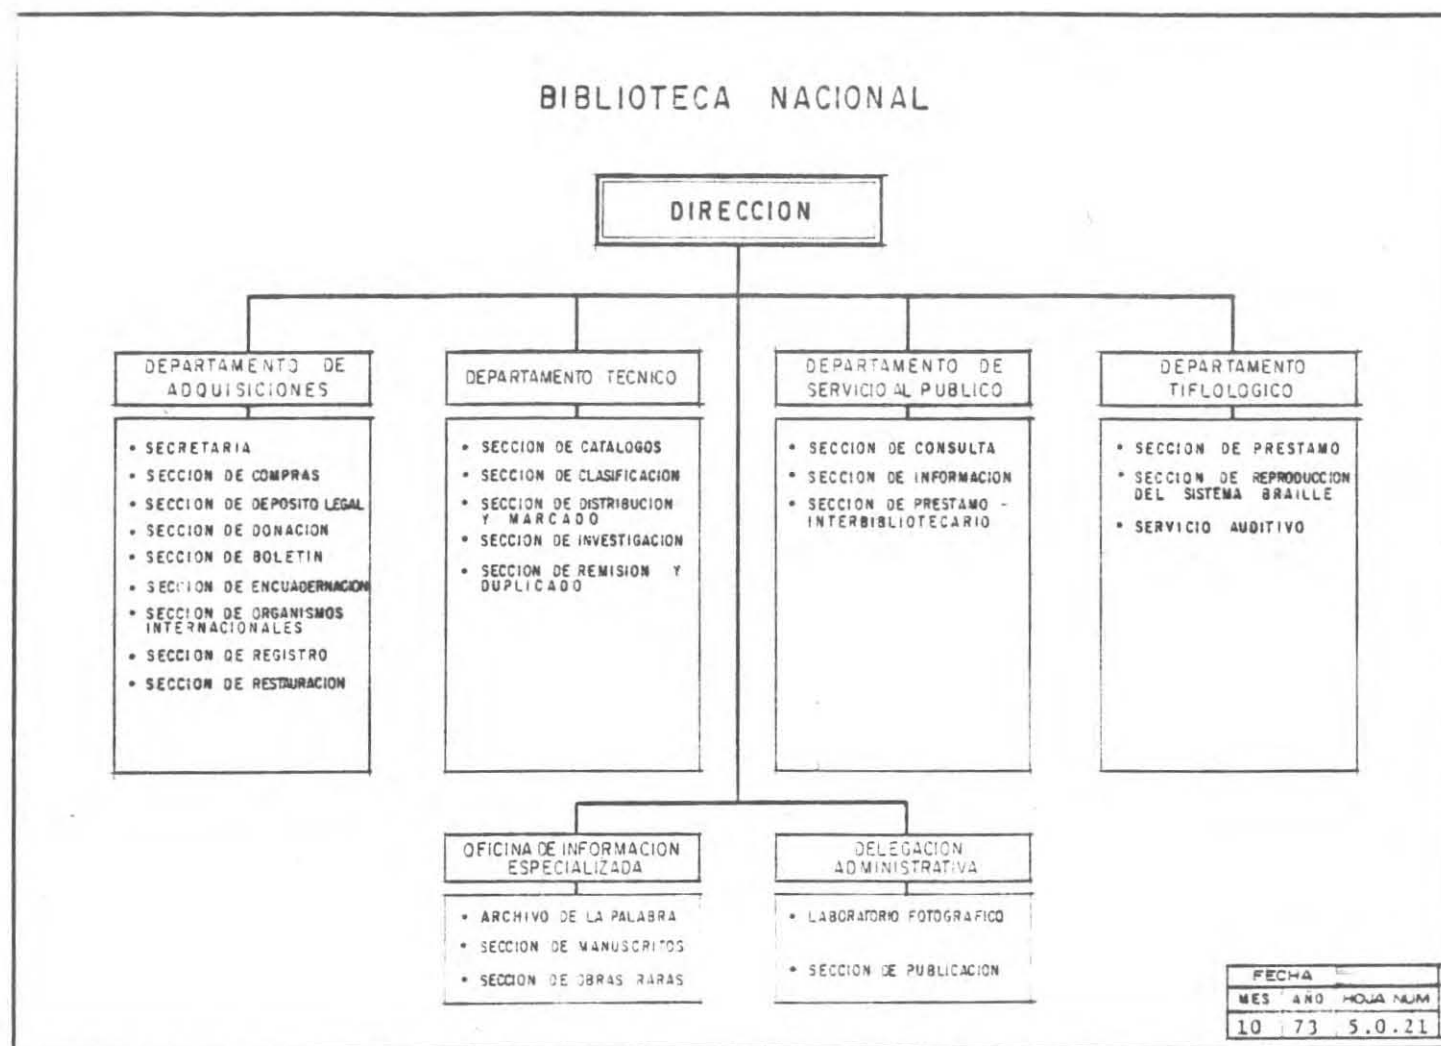 BIBLIOTECA NACIONAL
DIRECCION
DEPARTAMENTO DE
ADQUISICIONES
• SECRETARIA
• SECCION DE COMPRAS
• SECCION DE DEPOSITO LEGAL
• SECCION DE DONACION
• SECCION DE BOLETIN
• SECCION DE ENCUADERNACION
• SECCION DE ORGANISMOS
INTERNACIONALES
• SECCION DE REGISTRO
• SECCION DE RESTAURACION
DEPARTAMENTO TECNICO
• SECCION DE CATALOGOS
• SECCION DE CLASIFICACION
• SECCION DE DISTRIBUCION
Y MARCADO
• SECCION DE INVESTIGACION
• SECCION DE REMISION Y
DUPLICADO
DEPARTAMENTO DE
SERVICIO AL PUBLICO
• SECCION DE CONSULTA
• SECCION DE INFORMACION
• SECCION DE PRESTAMO -
INTERBIBLIOTECARIO
DEPARTAMENTO
TIFLOLOGICO
• SECCION DE PRESTAMO
• SECCION DE REPRODUCCION
DEL SISTEMA BRAILLE
• SERVICIO AUDITIVO
OFICINA DE INFORMACION
ESPECIALIZADA
• ARCHIVO DE LA PALABRA
• SECCION DE MANUSCRITOS
• SECCION DE OBRAS RARAS
DELEGACION
ADMINISTRATIVA
• LABORATORIO FOTOGRAFICO
• SECCION DE PUBLICACION
FECHA
MES AÑO HOJA NUM
10 73 5.0.21